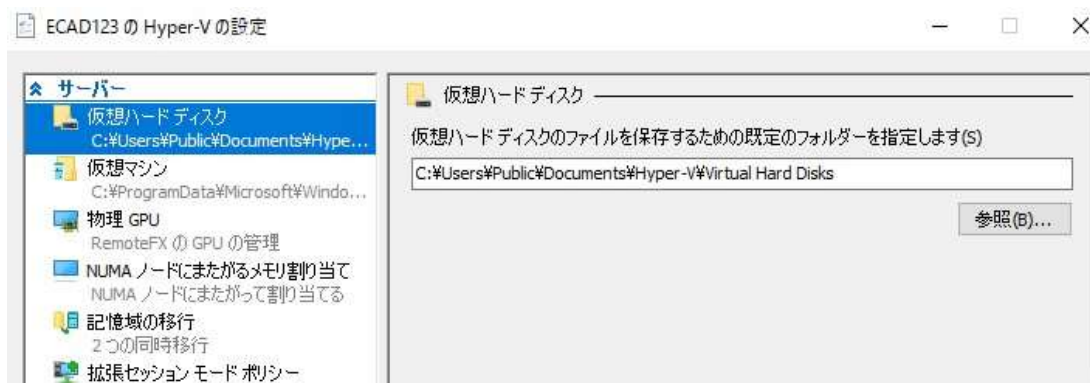 ECAD123 の Hyper-V の設定
サーバー
仮想ハード ディスク
C:¥Users¥Public¥Documents¥Hype...
仮想マシン
C:¥ProgramData¥Microsoft¥Windo...
物理 GPU
RemoteFX の GPU の管理
NUMA ノードにまたがるメモリ割り当て
NUMA ノードにまたがって割り当てる
記憶域の移行
2 つの同時移行
拡張セッション モード ポリシー
仮想ハード ディスク
仮想ハード ディスクのファイルを保存するための既定のフォルダーを指定します(S)
C:¥Users¥Public¥Documents¥Hyper-V¥Virtual Hard Disks
参照(B)...